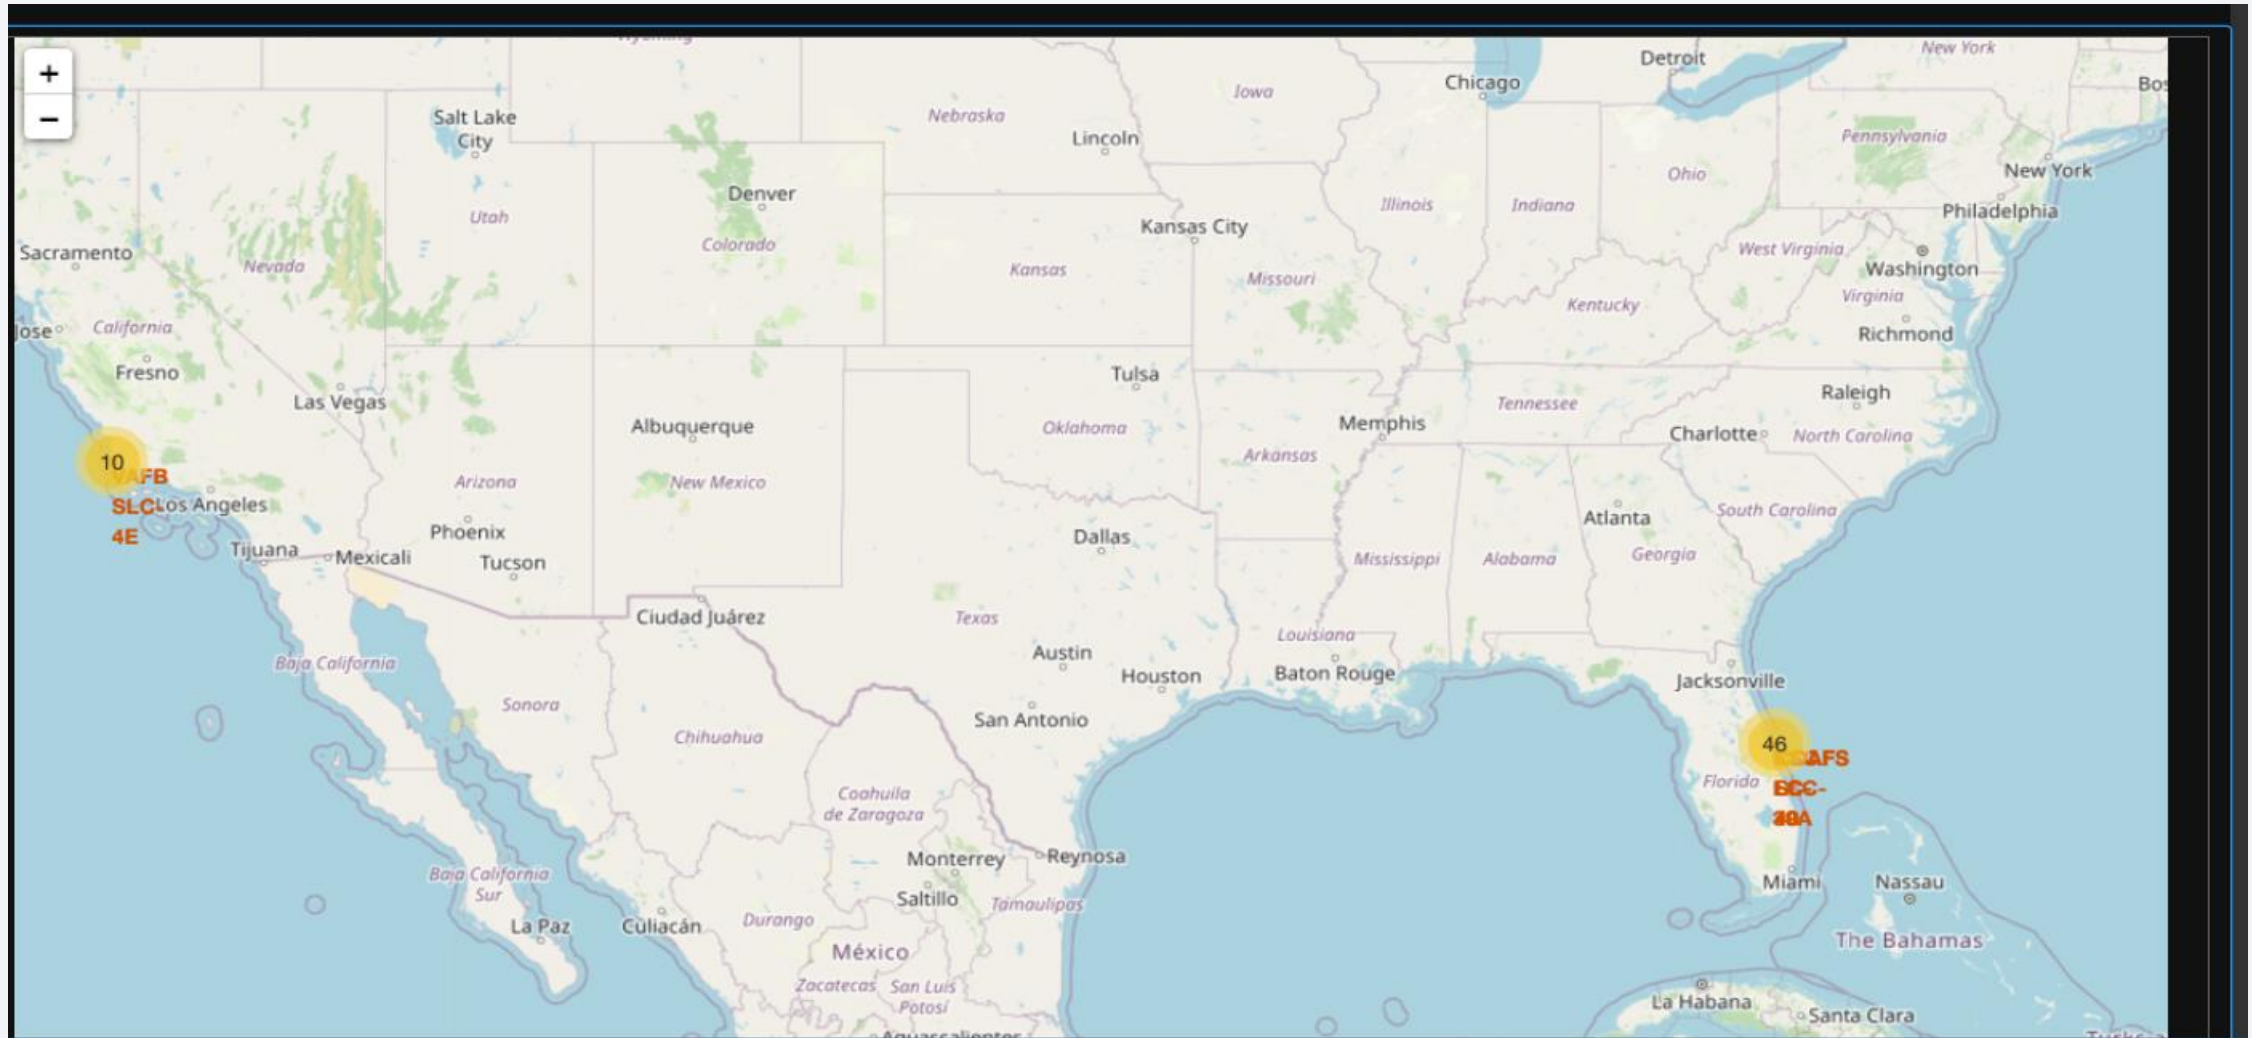 Wyoming
New York
+
Detroit
Chicago
Bos
Iowa
Salt Lake
City
Nebraska
Lincoln
Pennsylvania
−
New York
Ohio
Denver
Illinois
Indiana
Philadelphia
Utah
Kansas City
Colorado
West Virginia
Sacramento
Nevada
Kansas
Missouri
Washington
Virginia
Kentucky
Jose
California
Richmond
Fresno
Tulsa
Las Vegas
Raleigh
Tennessee
Albuquerque
Memphis
Oklahoma
Charlotte
North Carolina
Arkansas
10
VAFB
SLC-
4E
Los Angeles
Arizona
New Mexico
South Carolina
Atlanta
Phoenix
Dallas
Tijuana
Mexicali
Tucson
Mississippi
Alabama
Georgia
Ciudad Juárez
Texas
Louisiana
Austin
Baja California
Houston
Baton Rouge
Jacksonville
Sonora
San Antonio
Chihuahua
46
Florida
Coahuila
de Zaragoza
Monterrey
Reynosa
Baja California
Sur
Miami
Nassau
Saltillo
Tamaulipas
La Paz
Culiacán
Durango
The Bahamas
México
Zacatecas
San Luis
Potosí
La Habana
Santa Clara
Aguascalientes